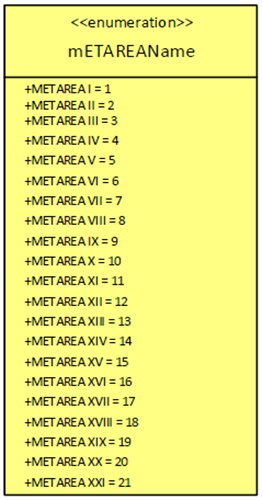 <<enumeration>>
mETAREAName
+METAREA I = 1
+METAREA II = 2
+METAREA III = 3
+METAREA IV = 4
+METAREA V = 5
+METAREA VI = 6
+METAREA VII = 7
+METAREA VIII = 8
+METAREA IX = 9
+METAREA X = 10
+METAREA XI = 11
+METAREA XII = 12
+METAREA XIII = 13
+METAREA XIV = 14
+METAREA XV = 15
+METAREA XVI = 16
+METAREA XVII = 17
+METAREA XVIII = 18
+METAREA XIX = 19
+METAREA XX = 20
+METAREA XXI = 21